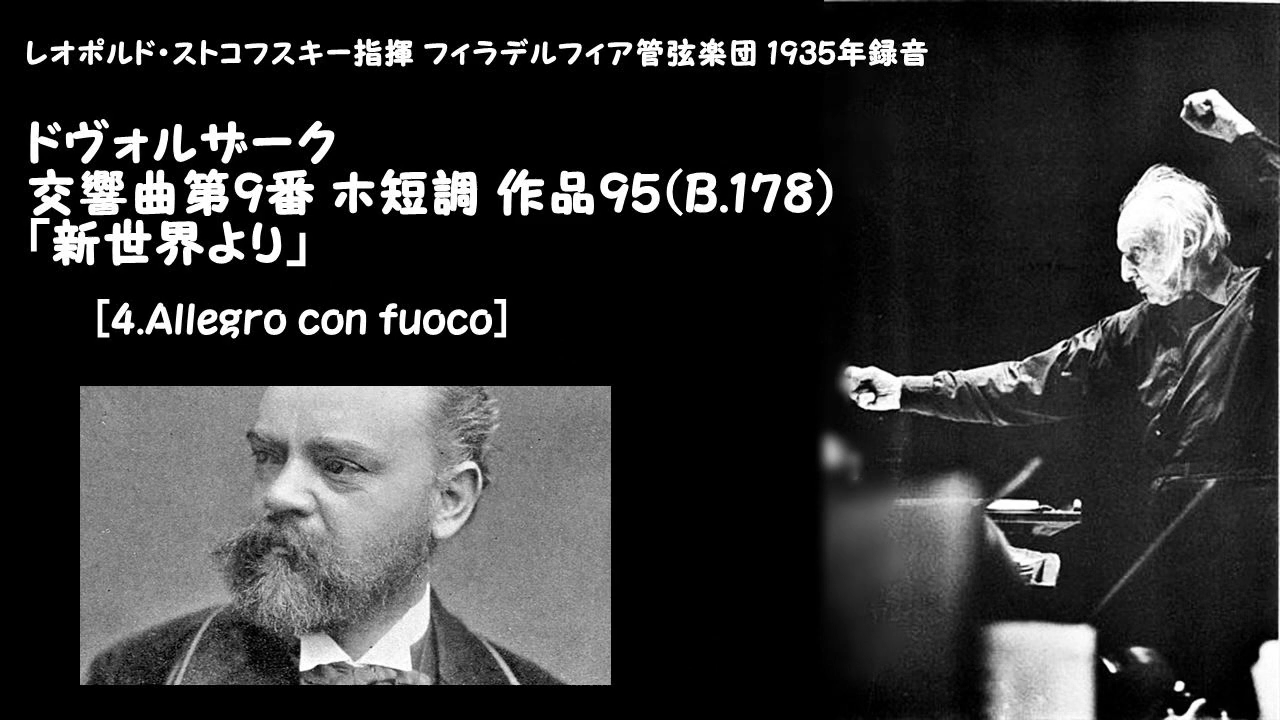 レオポルド・ストコフスキー指揮 フィラデルフィア管弦楽団 1935年録音
ドヴォルザーク
交響曲第9番 ホ短調 作品95(B.178)
「新世界より」
[4.Allegro con fuoco]